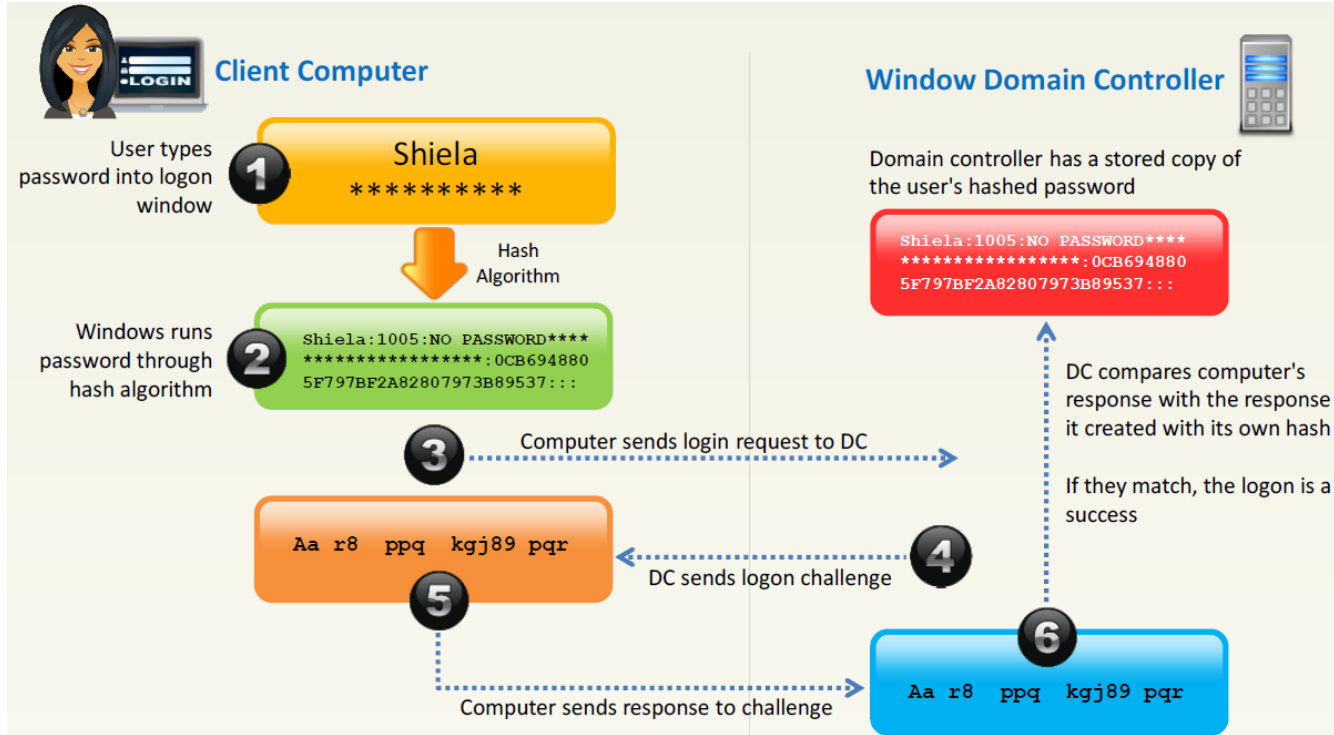 LOGIN
Client Computer
User types
password into logon
window
1
Shiela
**********
Hash
Algorithm
Windows runs
password through
hash algorithm
2
Shiela:1005:NO PASSWORD****
*****************:0CB694880
5F797BF2A82807973B89537:::
3
Computer sends login request to DC
Aa r8 ppq kgj89 pqr
4
DC sends logon challenge
5
Computer sends response to challenge
Window Domain Controller
Domain controller has a stored copy of
the user's hashed password
Shiela:1005:NO PASSWORD****
*****************:0CB694880
5F797BF2A82807973B89537:::
DC compares computer's
response with the response
it created with its own hash
If they match, the logon is a
success
6
Aa r8 ppq kgj89 pqr